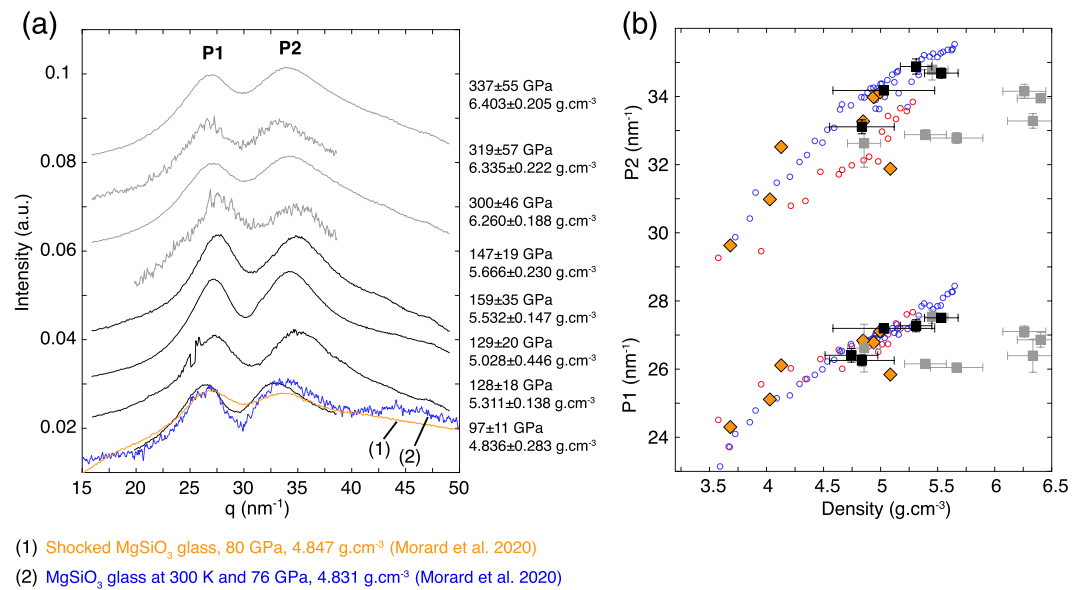 (a)
P1
P2
0.1
0.08
0.06
0.04
0.02
Intensity (a.u.)
337±55 GPa
6.403±0.205 g.cm-3
319±57 GPa
6.335±0.222 g.cm-3
300±46 GPa
6.260±0.188 g.cm-3
147±19 GPa
5.666±0.230 g.cm-3
159±35 GPa
5.532±0.147 g.cm-3
129±20 GPa
5.028±0.446 g.cm-3
128±18 GPa
5.311±0.138 g.cm-3
97±11 GPa
4.836±0.283 g.cm-3
(1)
(2)
15 20 25 30 35 40 45 50
q (nm-1)
(b)
34
32
30
28
26
24
P2 (nm-1)
P1 (nm-1)
3.5 4 4.5 5 5.5 6 6.5
Density (g.cm-3)
(1) Shocked MgSiO3 glass, 80 GPa, 4.847 g.cm-3 (Morard et al. 2020)
(2) MgSiO3 glass at 300 K and 76 GPa, 4.831 g.cm-3 (Morard et al. 2020)